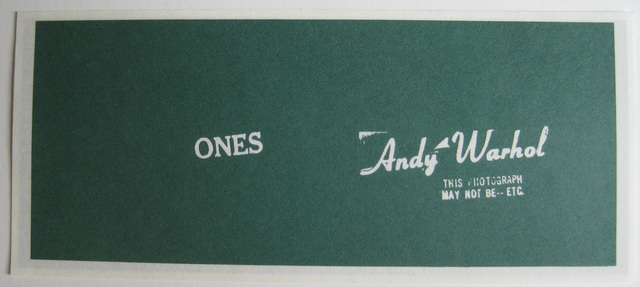 ONES
Andy Warhol
THIS PHOTOGRAPH
MAY NOT BE-- ETC.